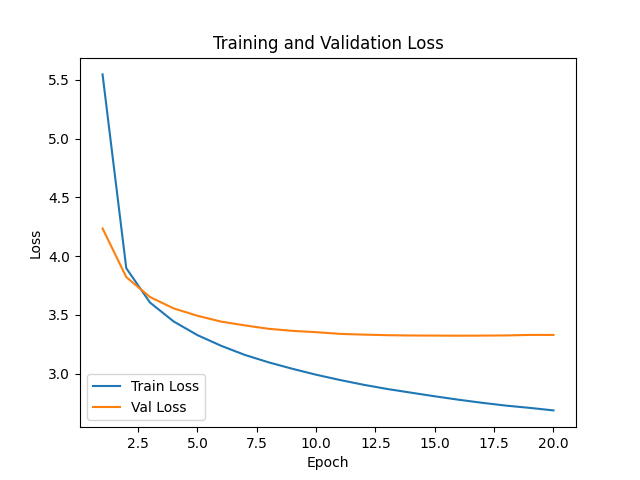 Training and Validation Loss
5.5
5.0
4.5
4.0
3.5
3.0
Loss
Train Loss
Val Loss
2.5 5.0 7.5 10.0 12.5 15.0 17.5 20.0
Epoch